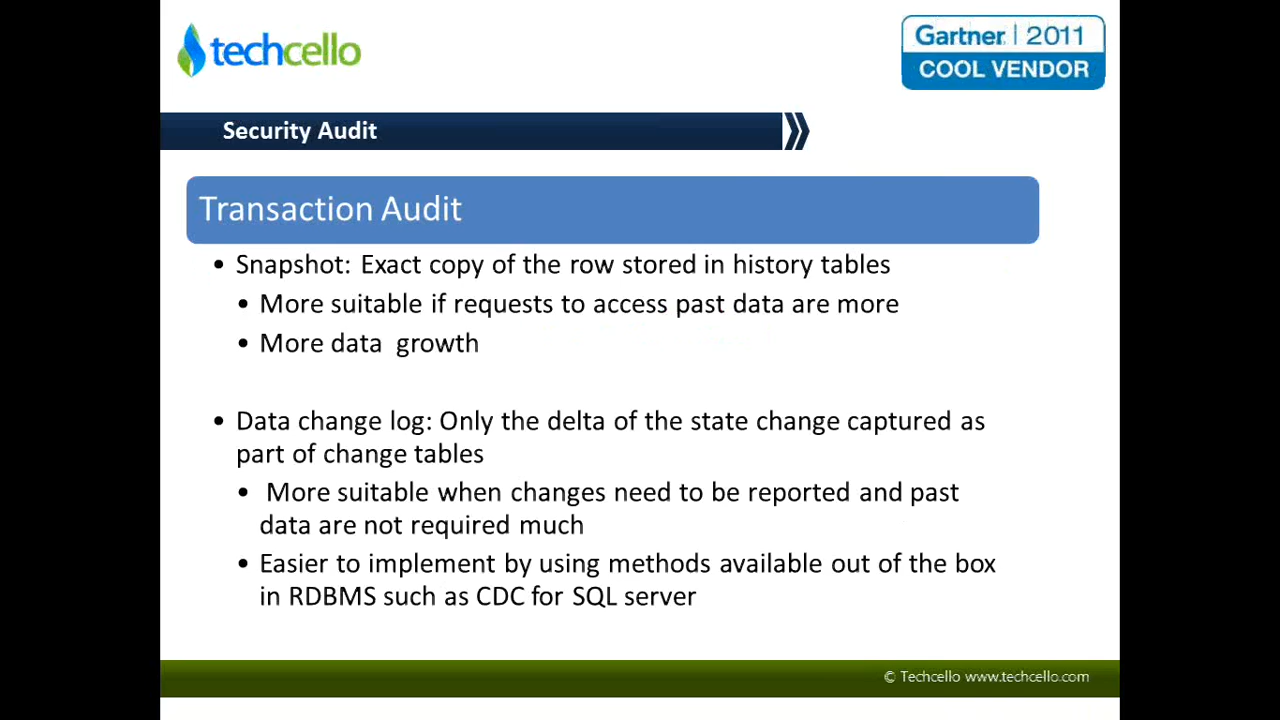 techcello
Gartner | 2011
COOL VENDOR
Security Audit
Transaction Audit
• Snapshot: Exact copy of the row stored in history tables
• More suitable if requests to access past data are more
• More data growth
• Data change log: Only the delta of the state change captured as
part of change tables
• More suitable when changes need to be reported and past
data are not required much
• Easier to implement by using methods available out of the box
in RDBMS such as CDC for SQL server
© Techcello www.techcello.com